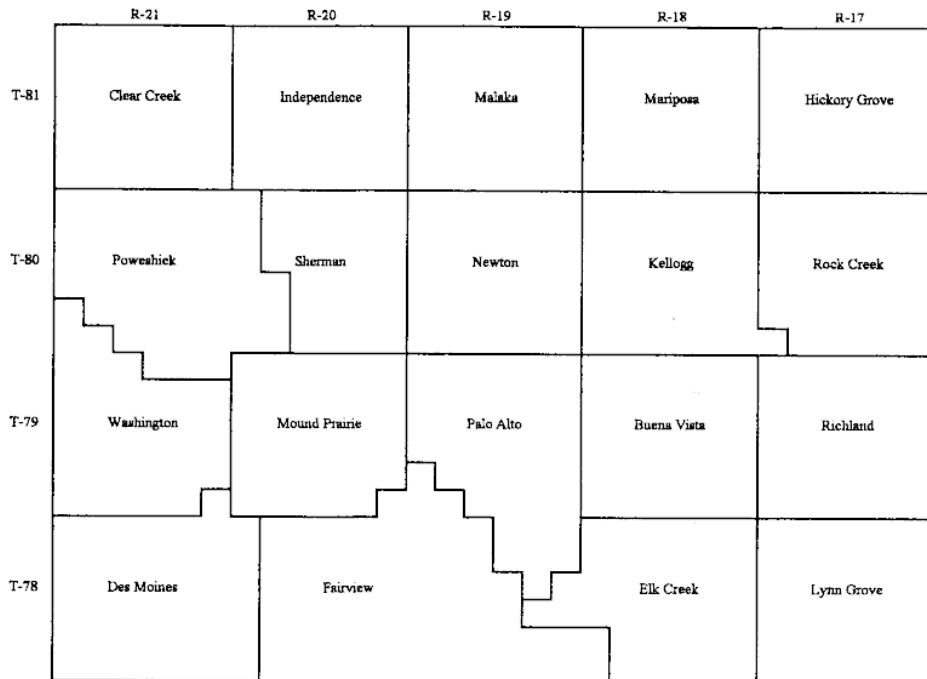 R-21 R-20 R-19 R-18 R-17
T-81 Clear Creek Independence Malaka Mariposa Hickory Grove
T-80 Poweshiek Sherman Newton Kellogg Rock Creek
T-79 Washington Mound Prairie Palo Alto Buena Vista Richland
T-78 Des Moines Fairview Elk Creek Lynn Grove